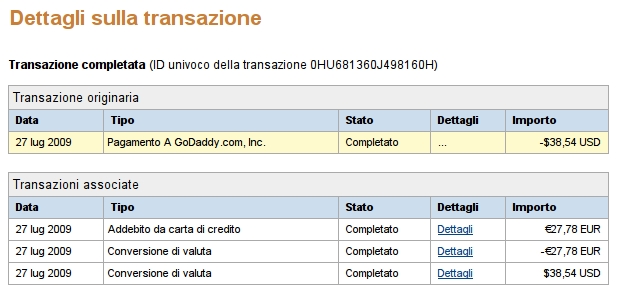 Dettagli sulla transazione
Transazione completata (ID univoco della transazione 0HU681360J498160H)
Transazione originaria
Data Tipo Stato Dettagli Importo
27 lug 2009 Pagamento A GoDaddy.com, Inc. Completato ... -$38,54 USD
Transazioni associate
Data Tipo Stato Dettagli Importo
27 lug 2009 Addebito da carta di credito Completato Dettagli €27,78 EUR
27 lug 2009 Conversione di valuta Completato Dettagli -€27,78 EUR
27 lug 2009 Conversione di valuta Completato Dettagli $38,54 USD